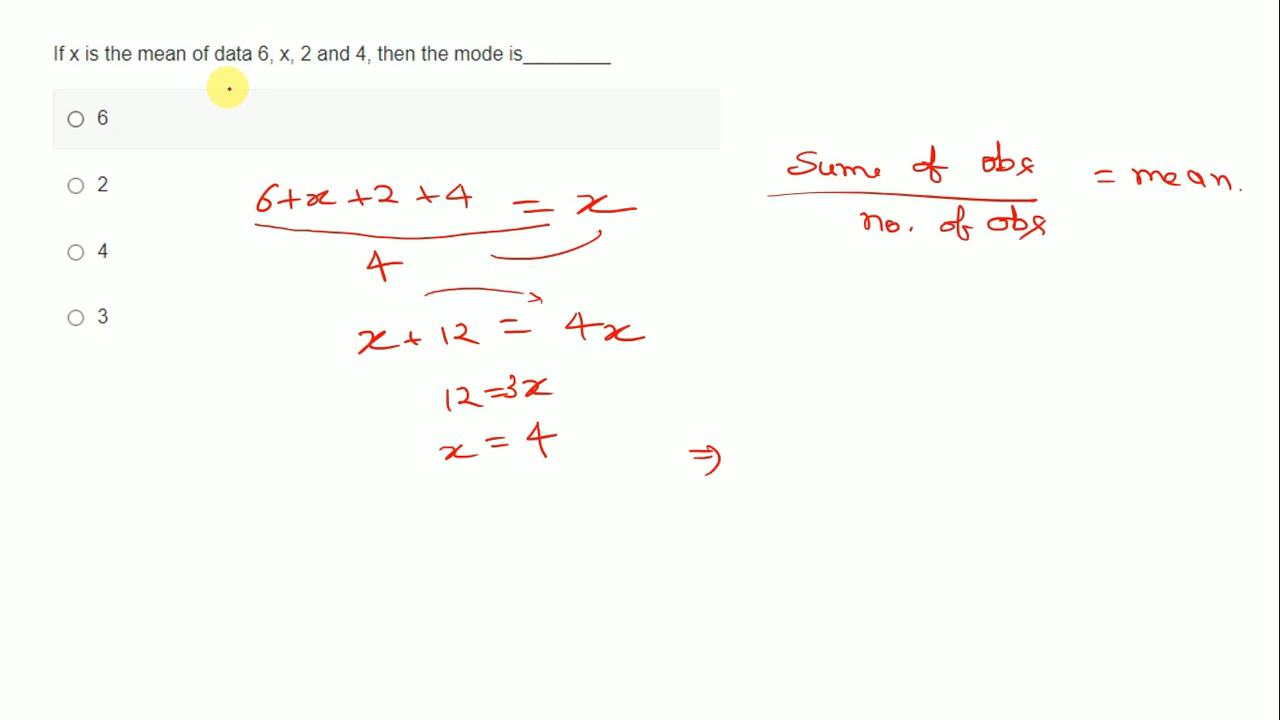 If x is the mean of data 6, x, 2 and 4, then the mode is________
6
2
4
3
6+x+2+4 = x
4
x+12 = 4x
12=3x
x = 4
⇒
Sum of obs = mean.
no. of obs